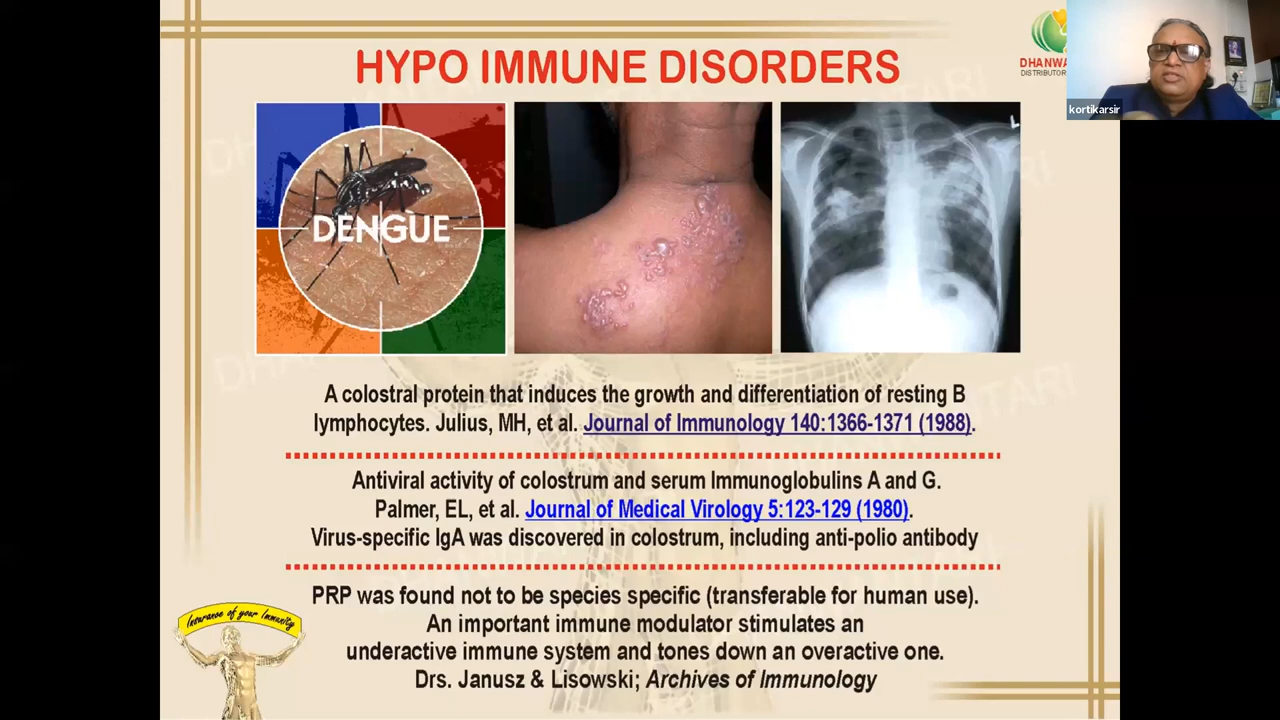 HYPO IMMUNE DISORDERS
DISTRIBUTOR
kortikarsir
DENGUE
L
A colostral protein that induces the growth and differentiation of resting B
lymphocytes. Julius, MH, et al. Journal of Immunology 140:1366-1371 (1988).
Antiviral activity of colostrum and serum Immunoglobulins A and G.
Palmer, EL, et al. Journal of Medical Virology 5:123-129 (1980).
Virus-specific IgA was discovered in colostrum, including anti-polio antibody
PRP was found not to be species specific (transferable for human use).
An important immune modulator stimulates an
underactive immune system and tones down an overactive one.
Drs. Janusz & Lisowski; Archives of Immunology
Insurance of your Immunity